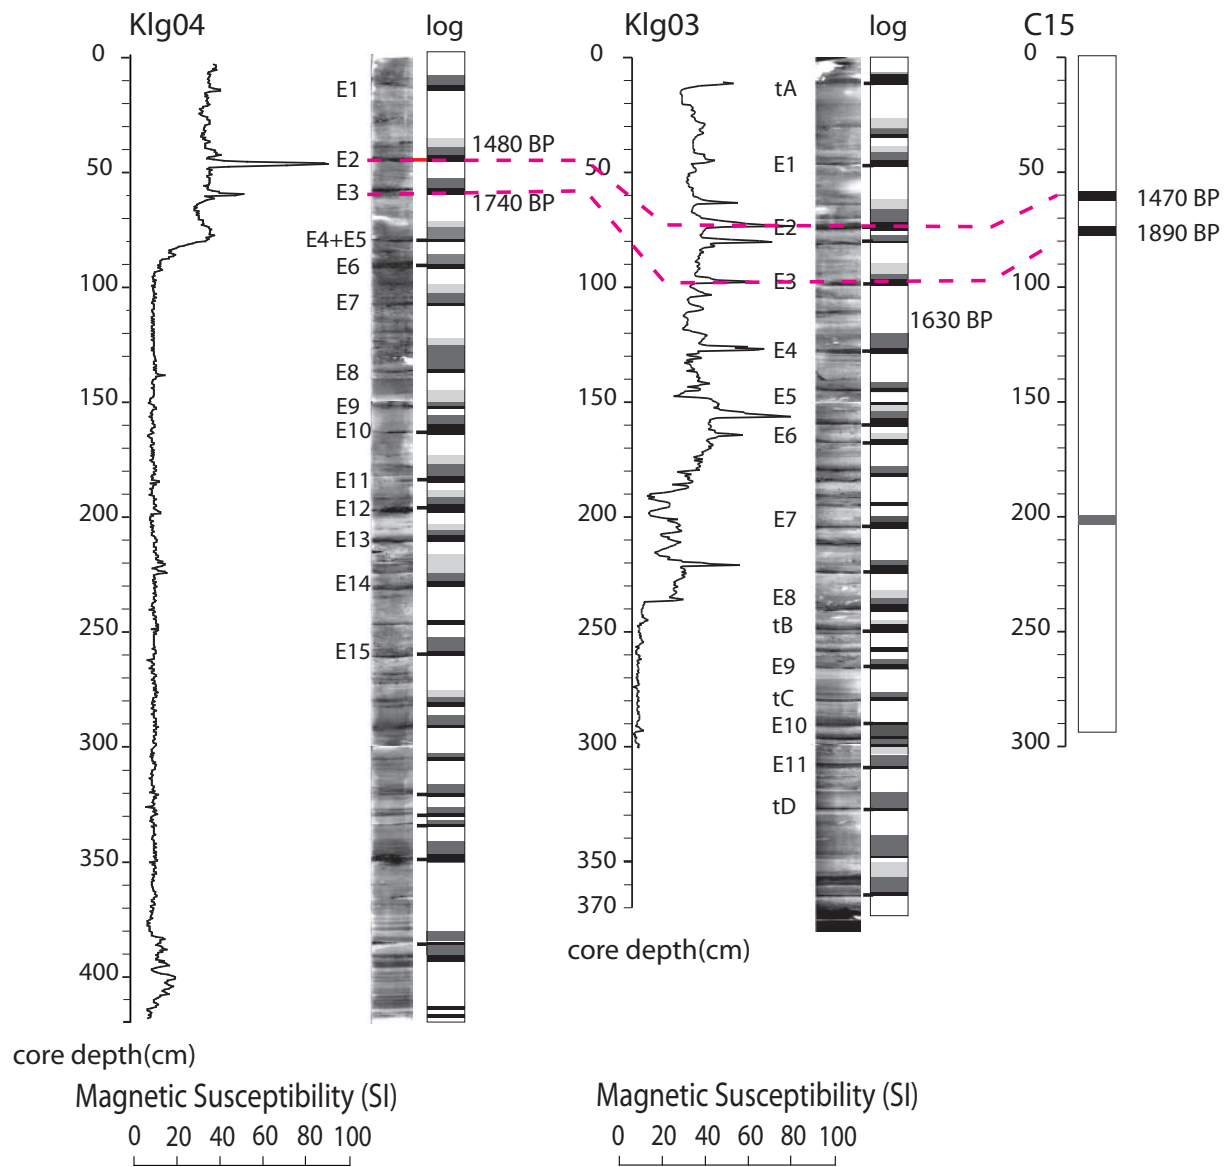 Klg04 log Klg03 log C15
0
50
100
150
200
250
300
350
400
E1
E2
E3
E4+E5
E6
E7
E8
E9
E10
E11
E12
E13
E14
E15
1480 BP
1740 BP
core depth(cm)
Magnetic Susceptibility (SI)
0 20 40 60 80 100
0
50
100
150
200
250
300
350
370
tA
E1
E2
E3
E4
E5
E6
E7
E8
tB
E9
tC
E10
E11
tD
1630 BP
core depth(cm)
Magnetic Susceptibility (SI)
0 20 40 60 80 100
0
50
100
150
200
250
300
1470 BP
1890 BP